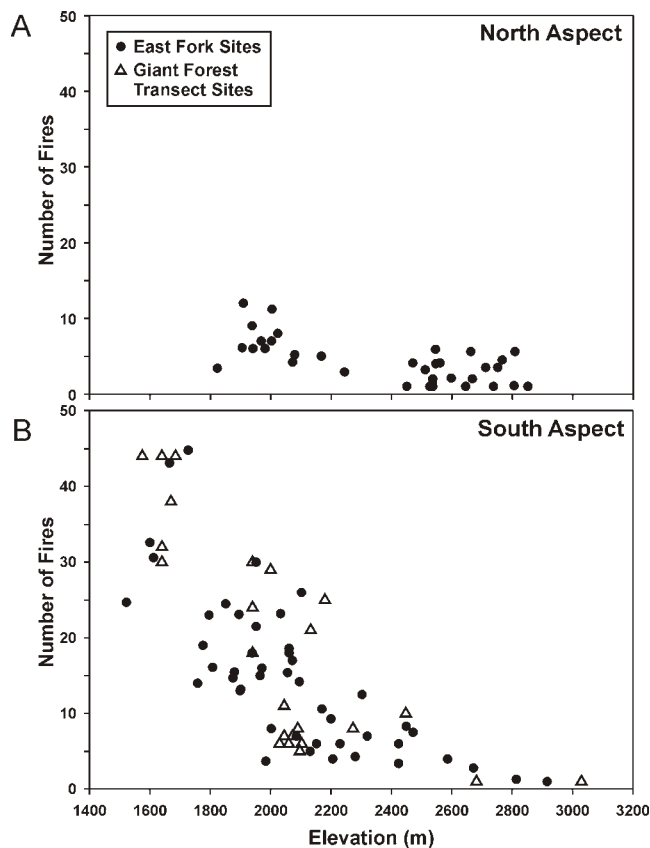 A
East Fork Sites
Giant Forest
Transect Sites
North Aspect
Number of Fires
50
40
30
20
10
0
B
South Aspect
Number of Fires
50
40
30
20
10
0
1400 1600 1800 2000 2200 2400 2600 2800 3000 3200
Elevation (m)